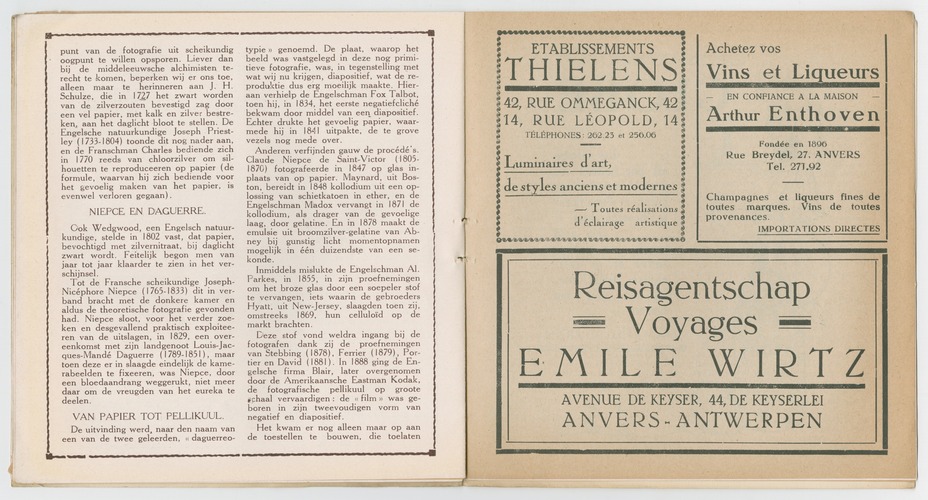 punt van de fotografie uit scheikundig
oogpunt te willen opsporen. Liever dan
bij de middeleeuwsche alchimisten te-
recht te komen, beperken wij er ons toe,
alleen maar te herinneren aan J. H.
Schulze, die in 1727 het zwart worden
van de zilverzouten bevestigd zag door
een vel papier, met kalk en zilver bestre-
ken, aan het daglicht bloot te stellen. De
Engelsche natuurkundige Joseph Priest-
ley (1733-1804) toonde dit nog nader aan,
en de Franschman Charles bediende zich
in 1770 reeds van chloorzilver om sil-
houetten te reproduceeren op papier (de
formule, waarvan hij zich bediende voor
het gevoelig maken van het papier, is
evenwel verloren gegaan).
NIEPCE EN DAGUERRE.
Ook Wedgwood, een Engelsch natuur-
kundige, stelde in 1802 vast, dat papier,
bevochtigd met zilvernitraat, bij daglicht
zwart wordt. Feitelijk begon men van
jaar tot jaar klaarder te zien in het ver-
schijnsel.
Tot de Fransche scheikundige Joseph-
Nicéphore Niepce (1765-1833) dit in ver-
band bracht met de donkere kamer en
aldus de theoretische fotografie gevonden
had. Niepce sloot, voor het verder zoe-
ken en desgevallend praktisch exploitee-
ren van de uitslagen, in 1829, een over-
eenkomst met zijn landgenoot Louis-Jac-
ques-Mandé Daguerre (1789-1851), maar
toen deze er in slaagde eindelijk de kame-
rabeelden te fixeeren, was Niepce, door
een bloedaandrang weggerukt, niet meer
daar om de vreugden van het eureka te
deelen.
VAN PAPIER TOT PELLIKUUL.
De uitvinding werd, naar den naam van
een van de twee geleerden, « daguerreo-
typie » genoemd. De plaat, waarop het
beeld was vastgelegd in deze nog primi-
tieve fotografie, was, in tegenstelling met
wat wij nu krijgen, diapositief, wat de re-
produktie dus erg moeilijk maakte. Hier-
aan verhielp de Engelschman Fox Talbot,
toen hij, in 1834, het eerste negatiefcliché
bekwam door middel van een diapositief.
Echter drukte het gevoelig papier, waar-
mede hij in 1841 uitpakte, da te grove
vezels nog mede over.
Anderen verfijnden gauw de procédé's.
Claude Niepce de Saint-Victor (1805-
1870) fotografeerde in 1847 op glas in-
plaats van op papier. Maynard, uit Bos-
ton, bereidt in 1848 kollodium uit een op-
lossing van schietkatoen in ether, en de
Engelschman Madox vervangt in 1871 de
kollodium, als drager van de gevoelige
laag, door gelatine. En in 1878 maakt de
emulsie uit broomzilver-gelatine van Ab-
ney bij gunstig licht momentopnamen
mogelijk in één duizendste van een se-
konde.
Inmiddels mislukte de Engelschman Al.
Parkes, in 1855, in zijn proefnemingen
om het broze glas door een soepeler stof
te vervangen, iets waarin de gebroeders
Hyatt, uit New-Jersey, slaagden toen zij,
omstreeks 1869, hun celluloïd op de
markt brachten.
Deze stof vond weldra ingang bij de
fotografen dank zij de proefnemingen
van Stebbing (1878), Ferrier (1879), Por-
tier en David (1881). In 1888 ging de En-
gelsche firma Blair, later overgenomen
door de Amerikaansche Eastman Kodak,
de fotografische pellikuul op groote
schaal vervaardigen : de « film » was ge-
boren in zijn tweevoudigen vorm van
negatief en diapositief.
Het kwam er nog alleen maar op aan
de toestellen te bouwen, die toelaten
ETABLISSEMENTS
THIELENS
42, RUE OMMEGANCK, 42
14, RUE LÉOPOLD, 14
TÉLÉPHONES: 262.23 et 256.06
Luminaires d'art,
de styles anciens et modernes
— Toutes réalisations
d'éclairage artistique
Achetez vos
Vins et Liqueurs
— EN CONFIANCE A LA MAISON —
Arthur Enthoven
Fondée en 1896
Rue Breydel, 27. ANVERS
Tel. 271,92
Champagnes et liqueurs fines de
toutes marques. Vins de toutes
provenances.
IMPORTATIONS DIRECTES
Reisagentschap
Voyages
EMILE WIRTZ
AVENUE DE KEYSER, 44, DE KEYSERLEI
ANVERS - ANTWERPEN